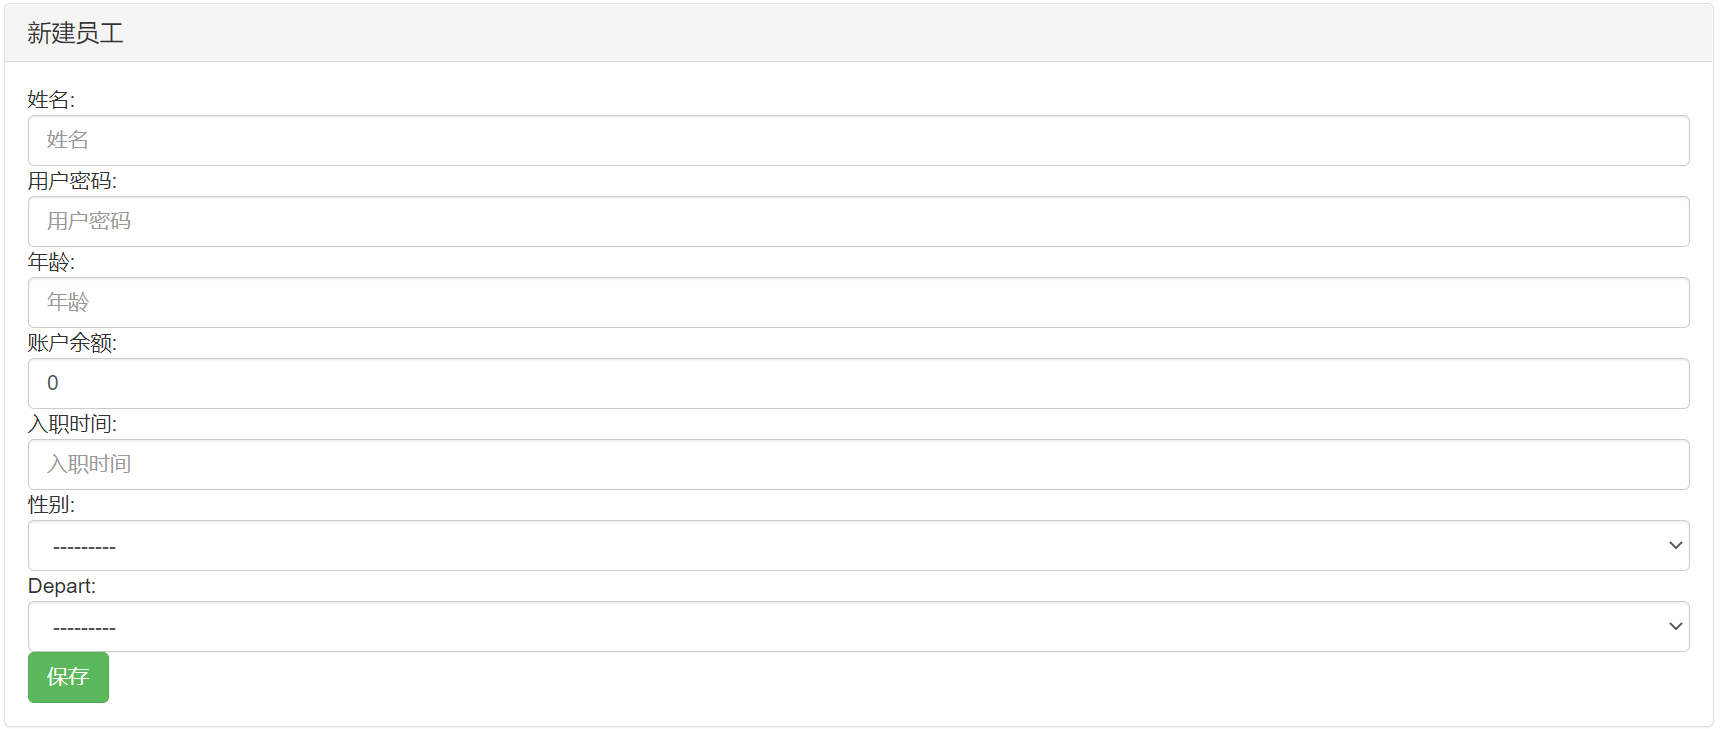 新建员工
姓名:
姓名
用户密码:
用户密码
年龄:
年龄
账户余额:
0
入职时间:
入职时间
性别:
---------
Depart:
---------
保存